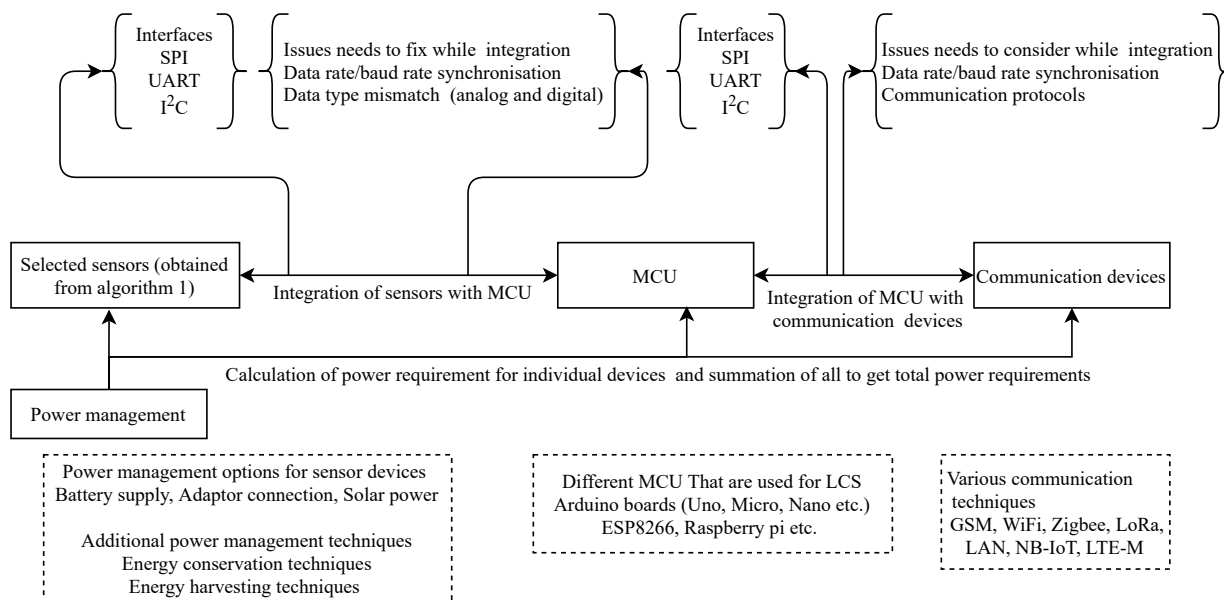 Interfaces
SPI
UART
I²C
Issues needs to fix while integration
Data rate/baud rate synchronisation
Data type mismatch (analog and digital)
Interfaces
SPI
UART
I²C
Issues needs to consider while integration
Data rate/baud rate synchronisation
Communication protocols
Selected sensors (obtained
from algorithm 1)
Integration of sensors with MCU
MCU
Integration of MCU with
communication devices
Communication devices
Calculation of power requirement for individual devices and summation of all to get total power requirements
Power management
Power management options for sensor devices
Battery supply, Adaptor connection, Solar power
Additional power management techniques
Energy conservation techniques
Energy harvesting techniques
Different MCU That are used for LCS
Arduino boards (Uno, Micro, Nano etc.)
ESP8266, Raspberry pi etc.
Various communication
techniques
GSM, WiFi, Zigbee, LoRa,
LAN, NB-IoT, LTE-M